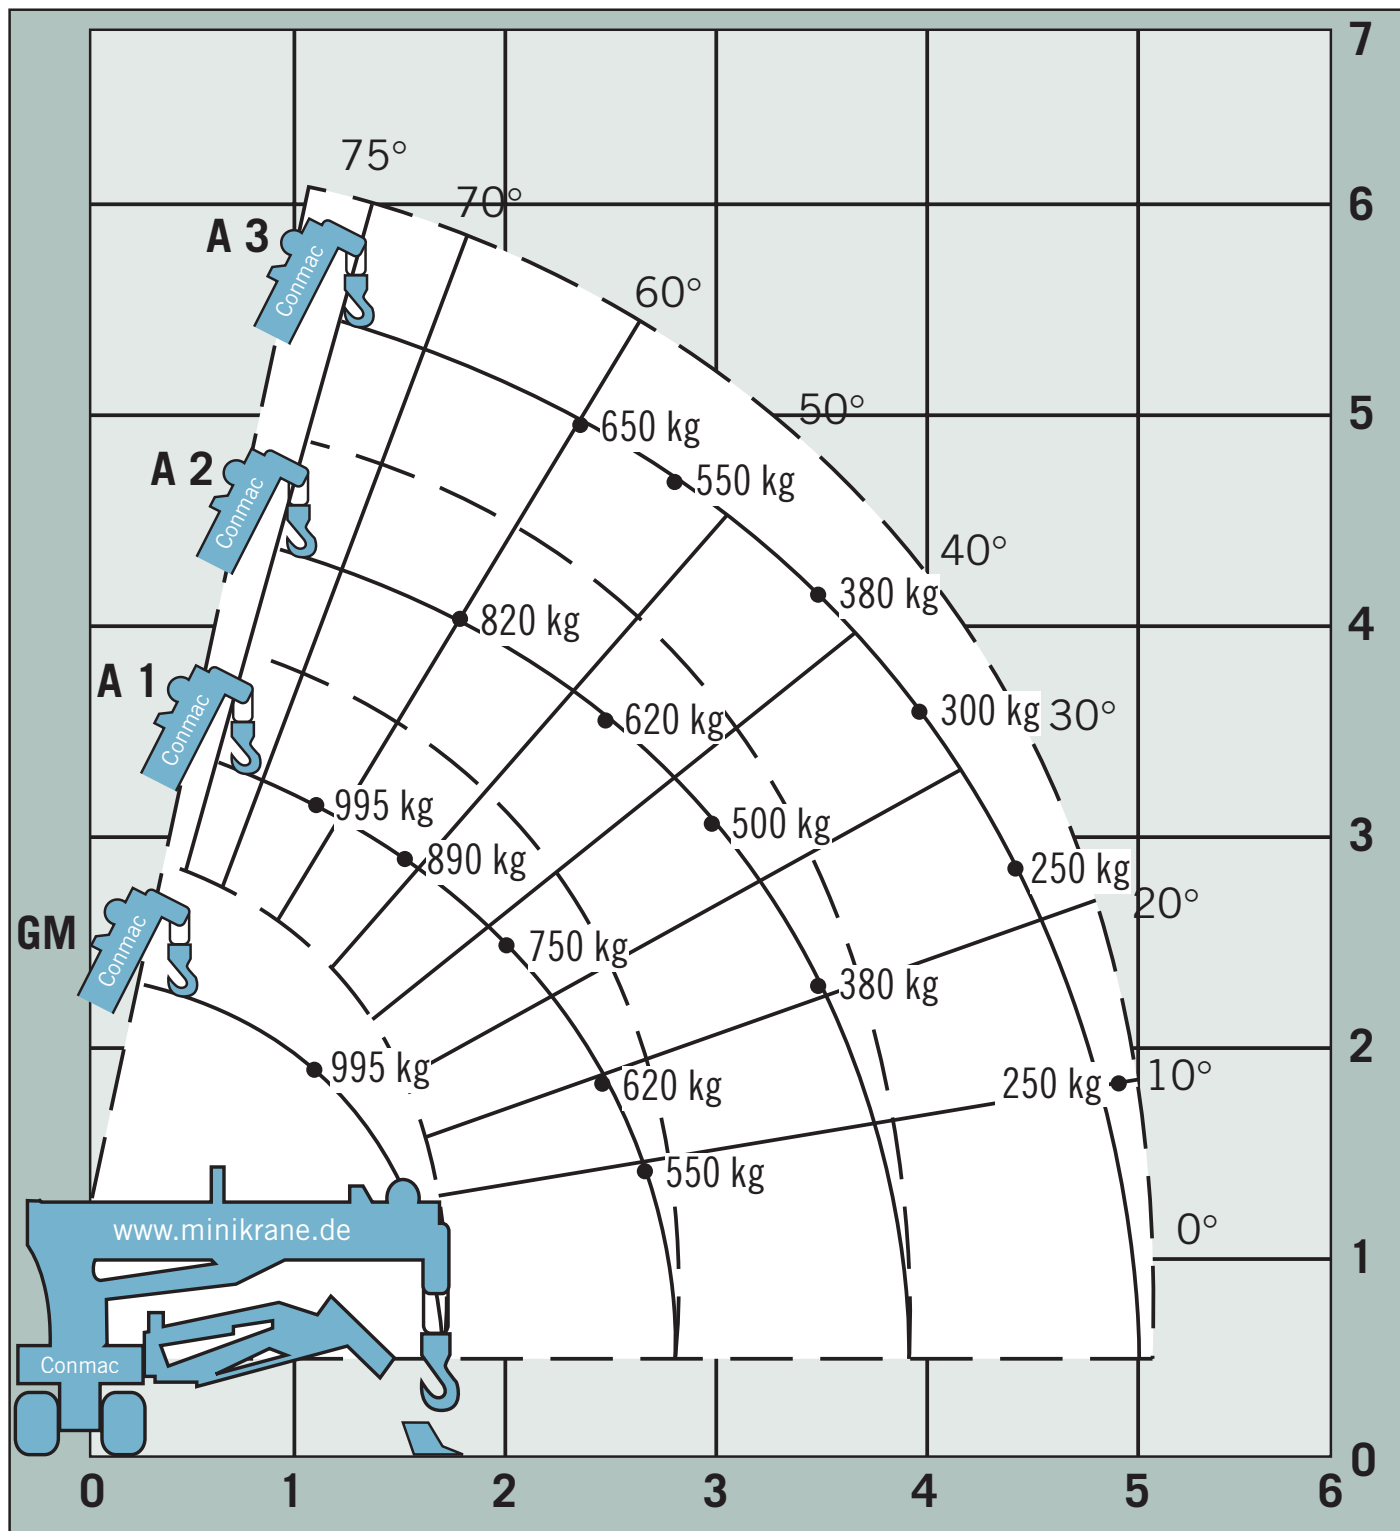 7
75°
70°
6
A 3
Conmac
60°
50°
5
650 kg
A 2
550 kg
Conmac
40°
380 kg
820 kg
4
A 1
300 kg
30°
620 kg
Conmac
995 kg
500 kg
3
890 kg
250 kg
20°
GM
Conmac
750 kg
380 kg
2
995 kg
620 kg
250 kg
10°
550 kg
www.minikrane.de
0°
1
Conmac
0
0 1 2 3 4 5 6